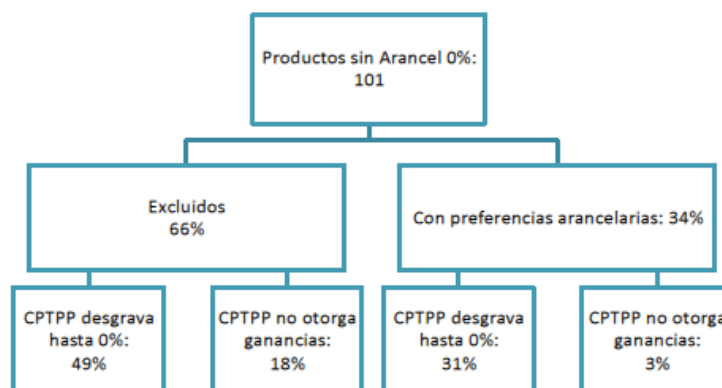 Productos sin Arancel 0%:
101
Excluidos
66%
Con preferencias arancelarias: 34%
CPTPP desgrava
hasta 0%:
49%
CPTPP no otorga
ganancias:
18%
CPTPP desgrava
hasta 0%:
31%
CPTPP no otorga
ganancias:
3%